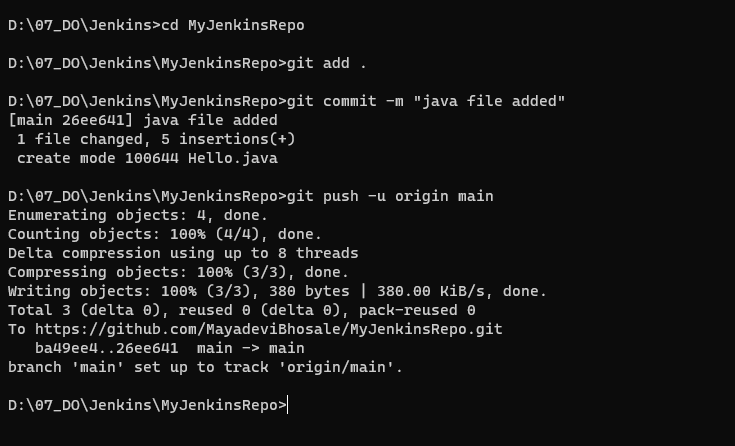 D:\07_DO\Jenkins>cd MyJenkinsRepo
D:\07_DO\Jenkins\MyJenkinsRepo>git add .
D:\07_DO\Jenkins\MyJenkinsRepo>git commit -m "java file added"
[main 26ee641] java file added
 1 file changed, 5 insertions(+)
 create mode 100644 Hello.java
D:\07_DO\Jenkins\MyJenkinsRepo>git push -u origin main
Enumerating objects: 4, done.
Counting objects: 100% (4/4), done.
Delta compression using up to 8 threads
Compressing objects: 100% (3/3), done.
Writing objects: 100% (3/3), 380 bytes | 380.00 KiB/s, done.
Total 3 (delta 0), reused 0 (delta 0), pack-reused 0
To https://github.com/MayadeviBhosale/MyJenkinsRepo.git
   ba49ee4..26ee641  main -> main
branch 'main' set up to track 'origin/main'.
D:\07_DO\Jenkins\MyJenkinsRepo>